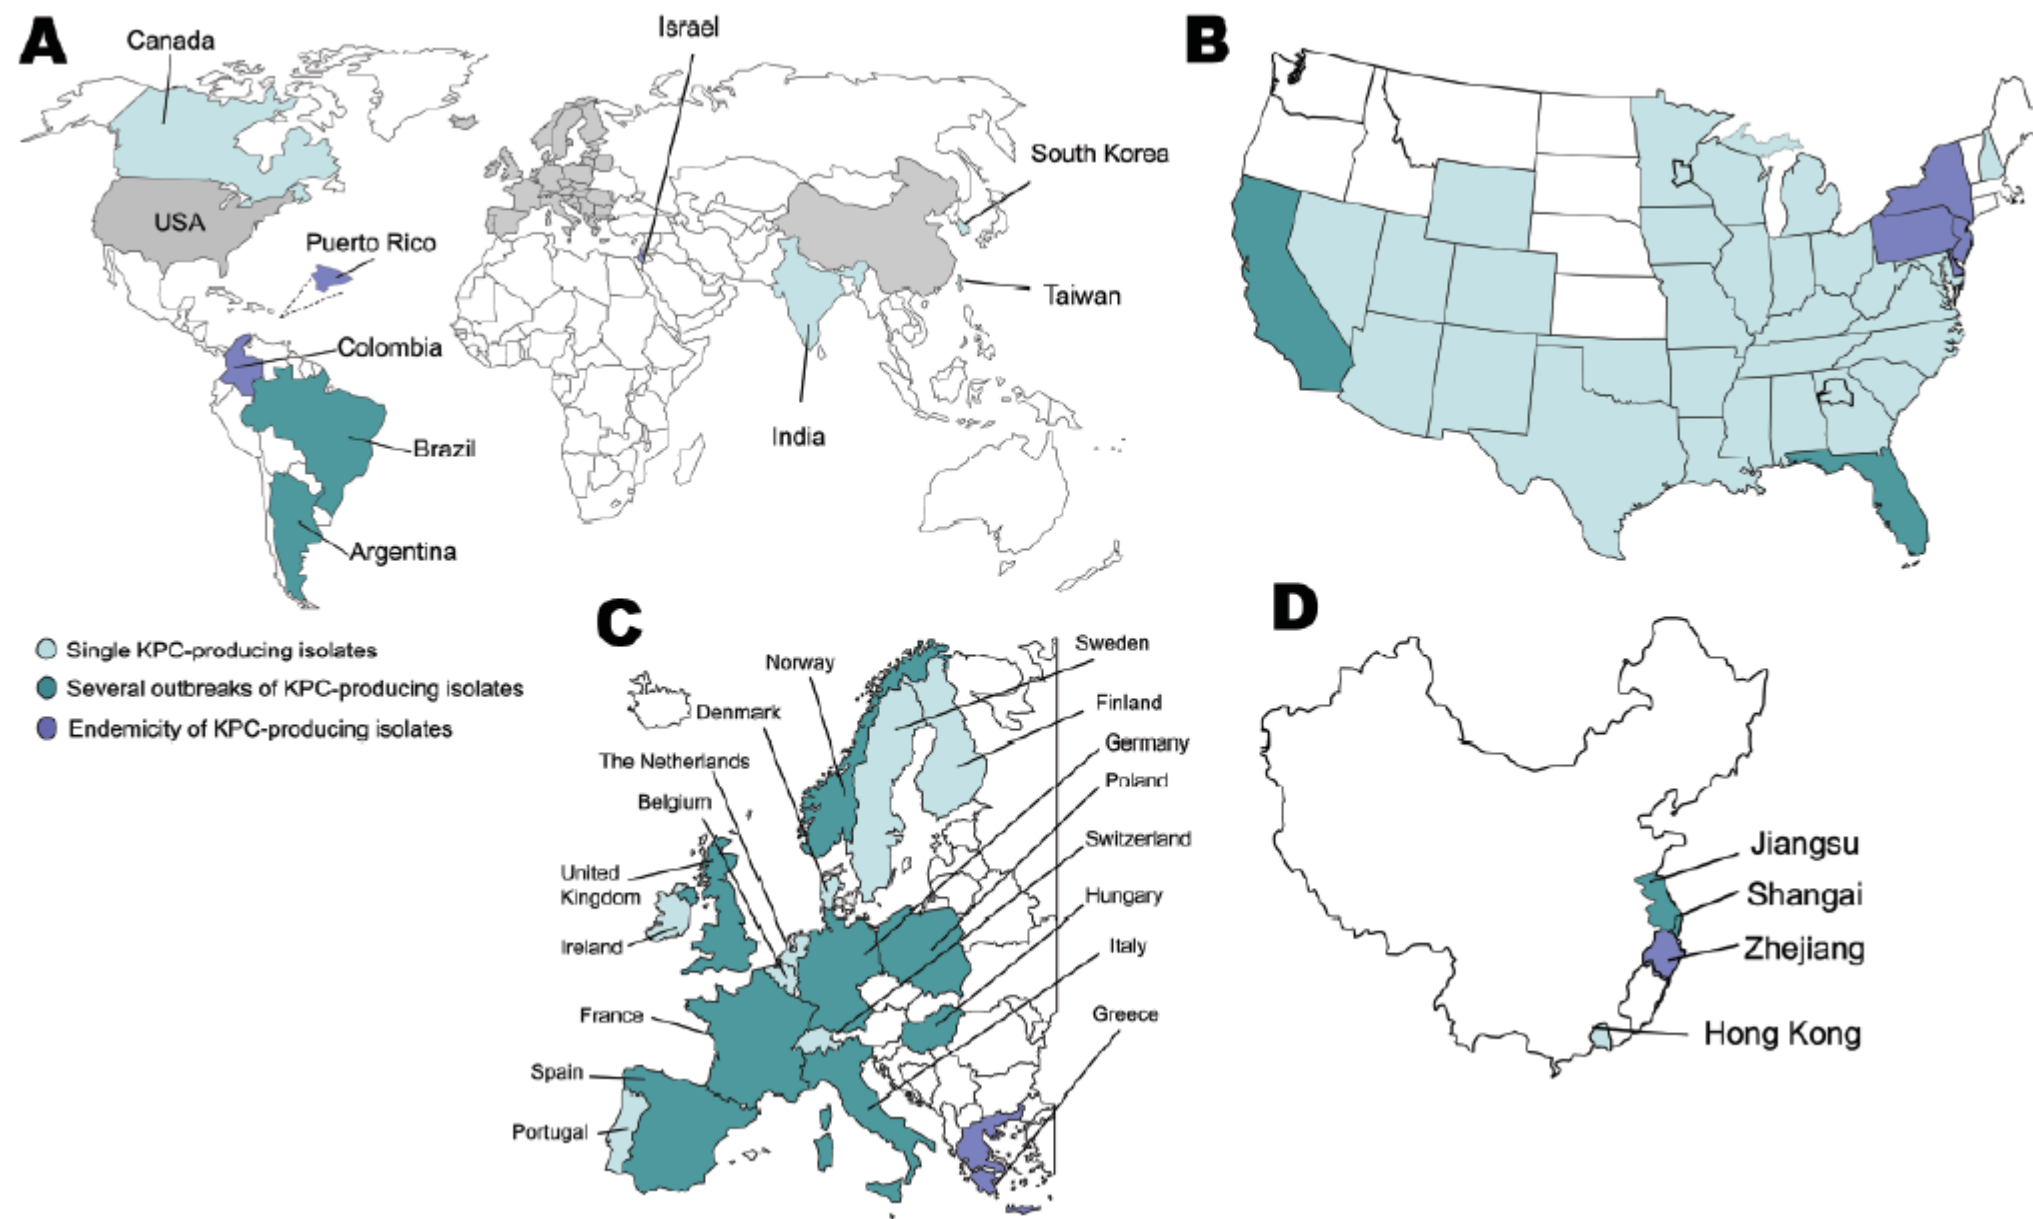 A
Canada
Israel
USA
South Korea
Puerto Rico
Taiwan
Colombia
India
Brazil
Argentina
Single KPC-producing isolates
Several outbreaks of KPC-producing isolates
Endemicity of KPC-producing isolates
B
C
Sweden
Norway
Finland
Denmark
Germany
The Netherlands
Poland
Belgium
Switzerland
United
Kingdom
Hungary
Ireland
Italy
France
Greece
Spain
Portugal
D
Jiangsu
Shangai
Zhejiang
Hong Kong